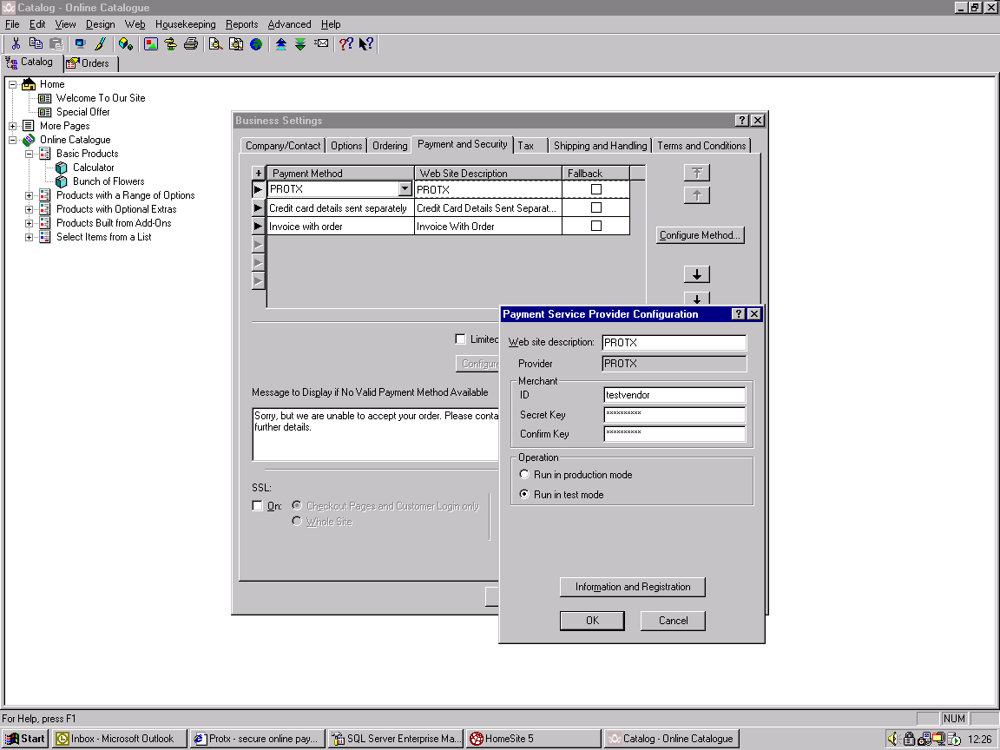 Catalog - Online Catalogue
File Edit View Design Web Housekeeping Reports Advanced Help
Catalog Orders
Home
Welcome To Our Site
Special Offer
More Pages
Online Catalogue
Basic Products
Calculator
Bunch of Flowers
Products with a Range of Options
Products with Optional Extras
Products Built from Add-Ons
Select Items from a List
Business Settings
Company/Contact Options Ordering Payment and Security Tax Shipping and Handling Terms and Conditions
Payment Method Web Site Description Fallback
PROTX PROTX
Credit card details sent separately Credit Card Details Sent Separat...
Invoice with order Invoice With Order
Configure Method...
Limited
Configure
Message to Display if No Valid Payment Method Available
Sorry, but we are unable to accept your order. Please conta
further details.
SSL:
On: Checkout Pages and Customer Login only
Whole Site
Payment Service Provider Configuration
Web site description: PROTX
Provider PROTX
Merchant
ID testvendor
Secret Key **********
Confirm Key **********
Operation
Run in production mode
Run in test mode
Information and Registration
OK Cancel
For Help, press F1
NUM
Start Inbox - Microsoft Outlook Protx - secure online pay... SQL Server Enterprise Ma... HomeSite 5 Catalog - Online Catalogue 12:26